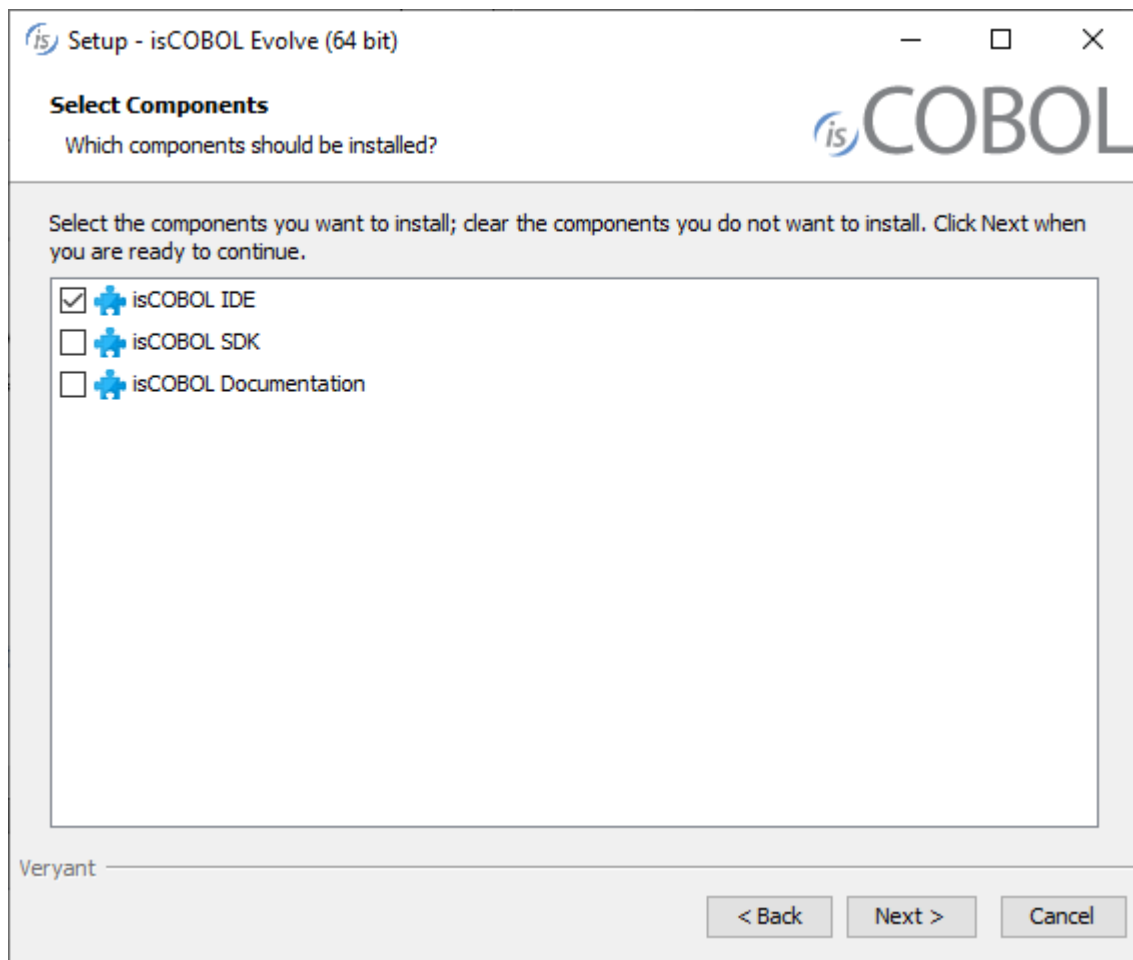 is Setup - isCOBOL Evolve (64 bit)
Select Components
Which components should be installed?
isCOBOL
Select the components you want to install; clear the components you do not want to install. Click Next when
you are ready to continue.
isCOBOL IDE
isCOBOL SDK
isCOBOL Documentation
Veryant
< Back Next > Cancel